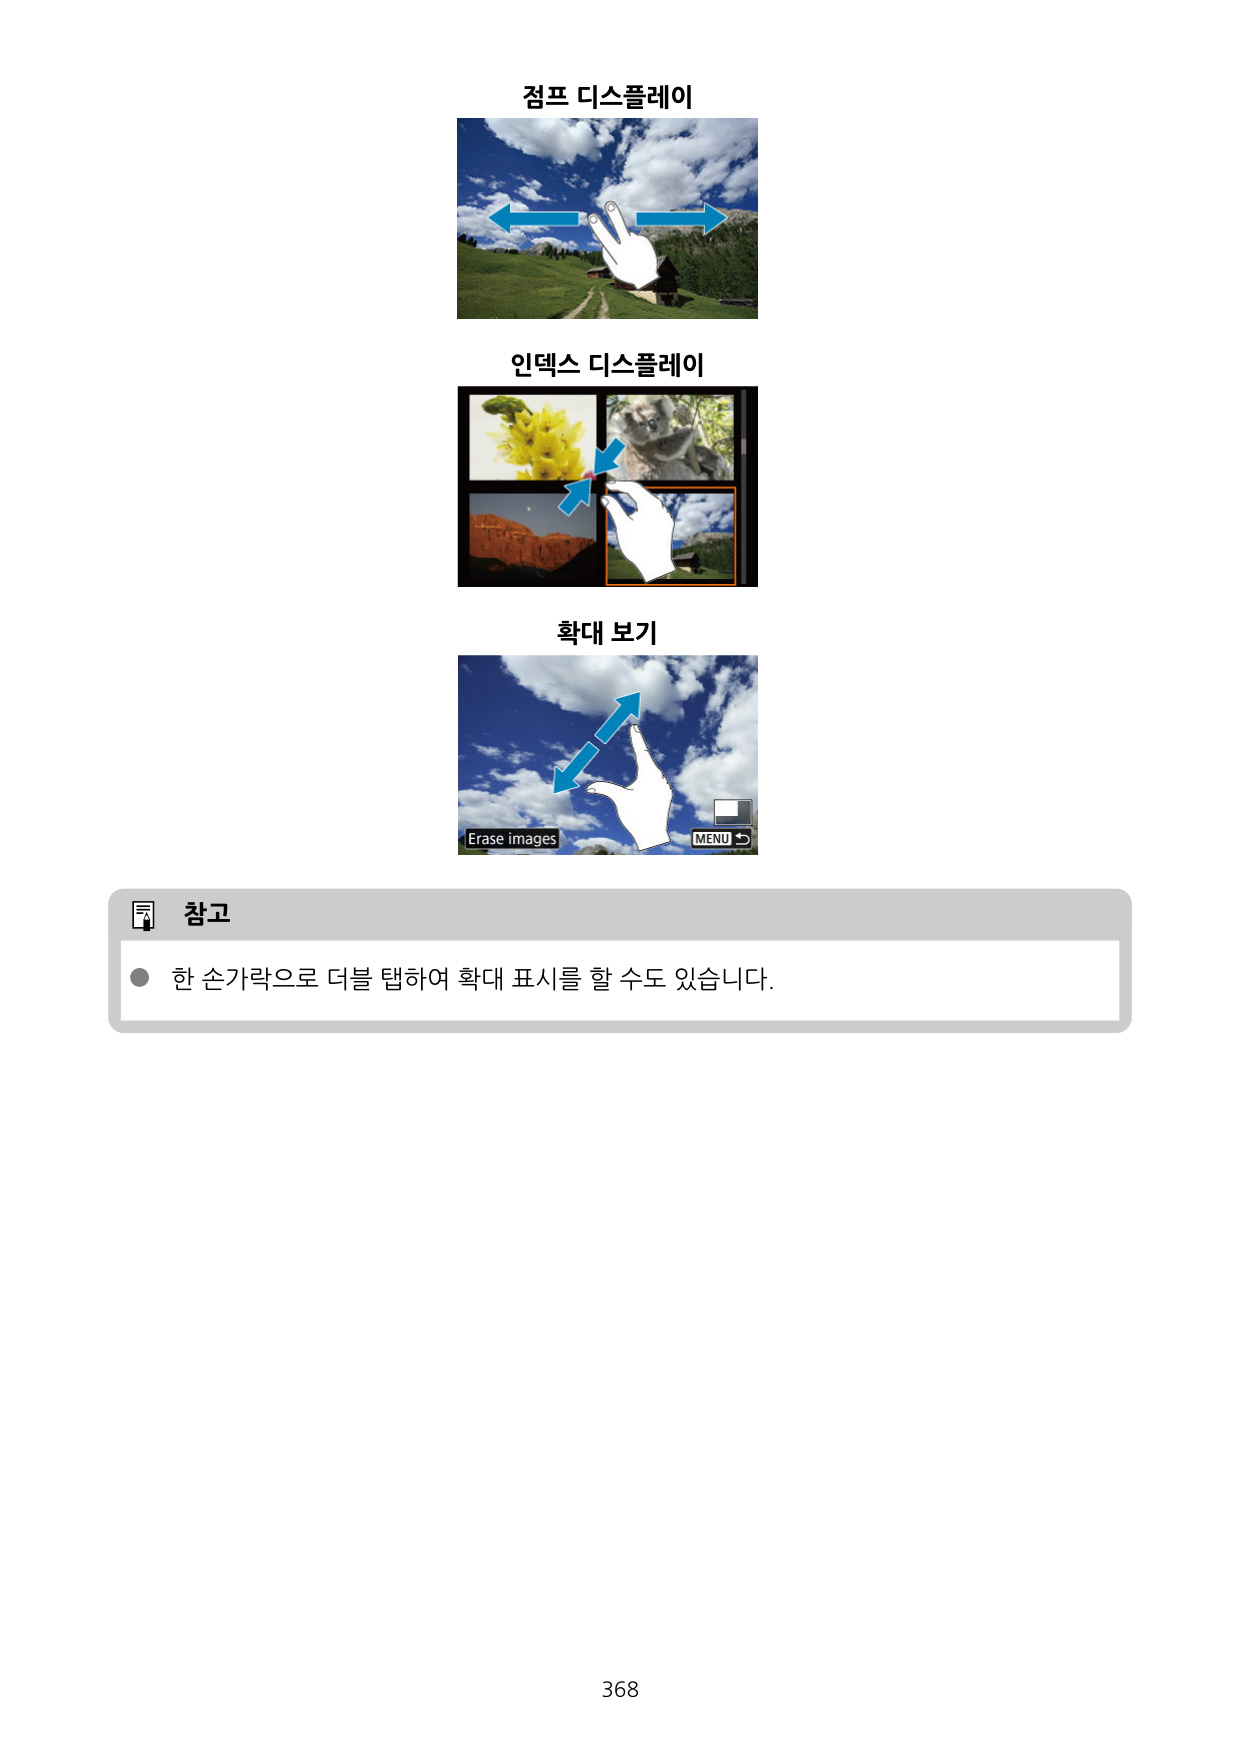 점프 디스플레이
인덱스 디스플레이
확대 보기
Erase images
MENU
참고
● 한 손가락으로 더블 탭하여 확대 표시를 할 수도 있습니다.
368